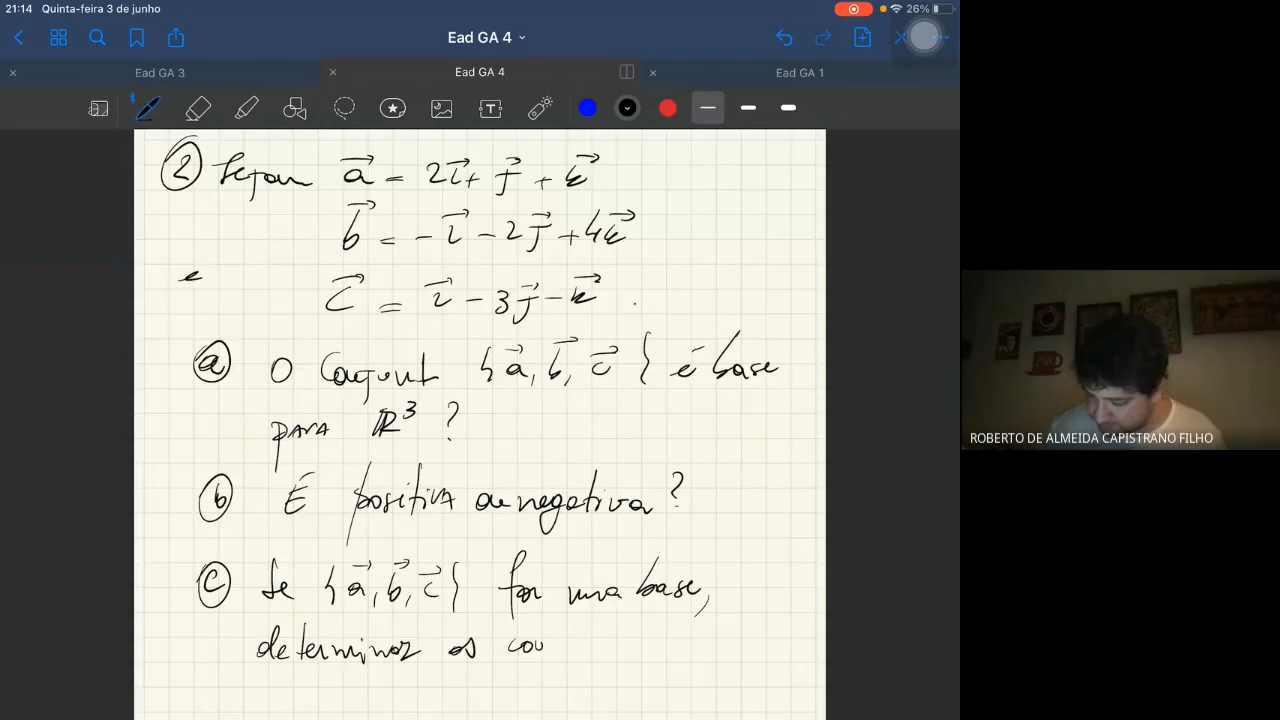 21:14 Quinta-feira 3 de junho
26%
Ead GA 4
Ead GA 3
Ead GA 4
Ead GA 1
② Sejam a⃗ = 2i⃗ + j⃗ + k⃗
b⃗ = -i⃗ - 2j⃗ + 4k⃗
e
c⃗ = i⃗ - 3j⃗ - k⃗ .
ⓐ O Conjunt {a⃗, b⃗, c⃗} é base
para ℝ³ ?
ⓑ É positiva ou negativa ?
ⓒ Se {a⃗, b⃗, c⃗} for uma base,
determinar as coo
ROBERTO DE ALMEIDA CAPISTRANO FILHO